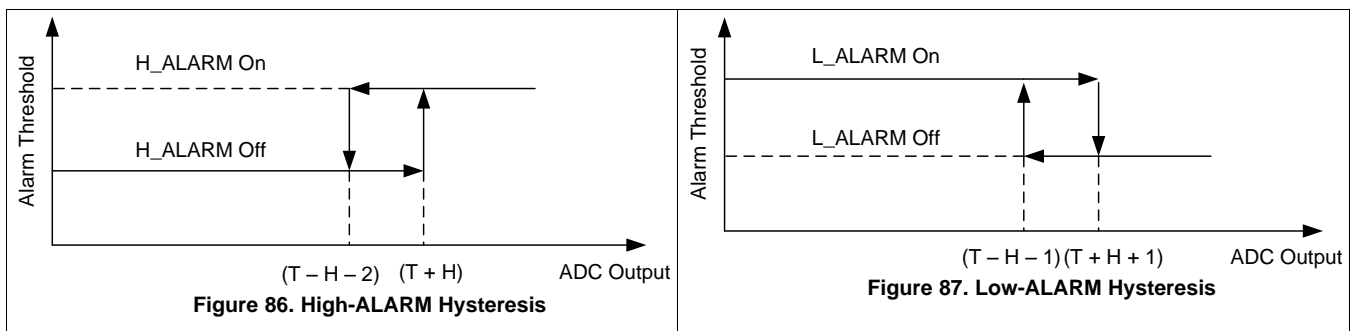 Alarm Threshold
H_ALARM On
H_ALARM Off
(T – H – 2)
(T + H)
ADC Output
Figure 86. High-ALARM Hysteresis
Alarm Threshold
L_ALARM On
L_ALARM Off
(T – H – 1)
(T + H + 1)
ADC Output
Figure 87. Low-ALARM Hysteresis